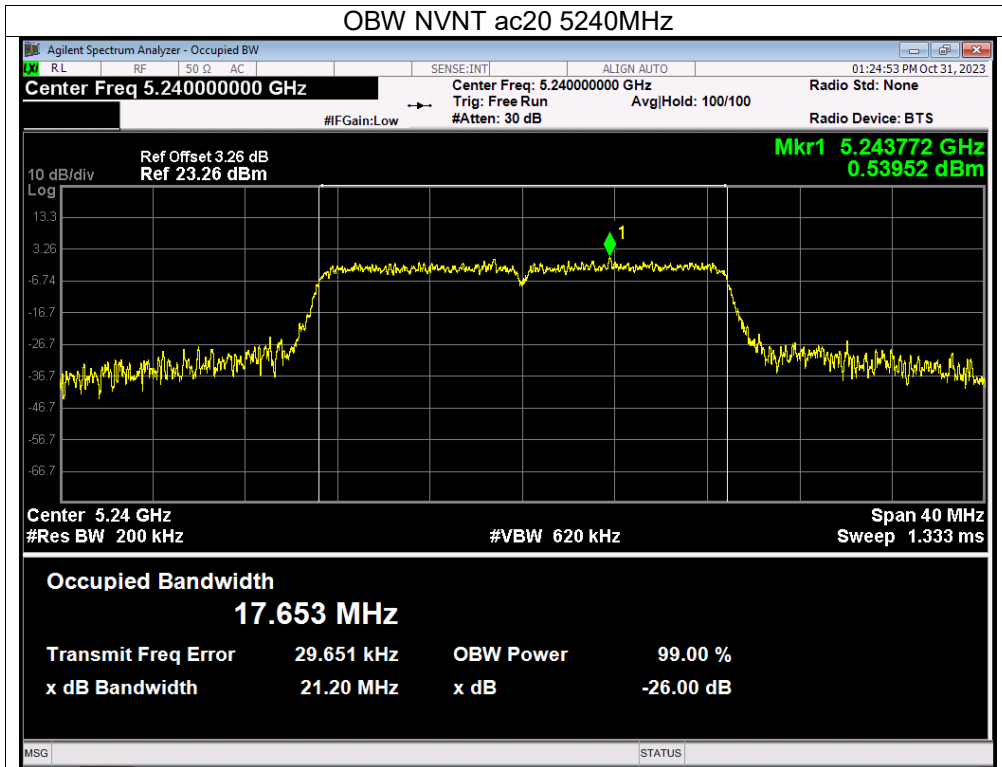 OBW NVNT ac20 5240MHz
Agilent Spectrum Analyzer - Occupied BW
LXI RL RF 50 Ω AC SENSE:INT ALIGN AUTO 01:24:53 PM Oct 31, 2023
Center Freq 5.240000000 GHz
Center Freq: 5.240000000 GHz Radio Std: None
Trig: Free Run Avg|Hold: 100/100
#IFGain:Low #Atten: 30 dB Radio Device: BTS
Ref Offset 3.26 dB Mkr1 5.243772 GHz
10 dB/div Ref 23.26 dBm 0.53952 dBm
Log
13.3
1
3.26
-6.74
-16.7
-26.7
-36.7
-46.7
-56.7
-66.7
Center 5.24 GHz Span 40 MHz
#Res BW 200 kHz #VBW 620 kHz Sweep 1.333 ms
Occupied Bandwidth
17.653 MHz
Transmit Freq Error 29.651 kHz OBW Power 99.00 %
x dB Bandwidth 21.20 MHz x dB -26.00 dB
MSG STATUS